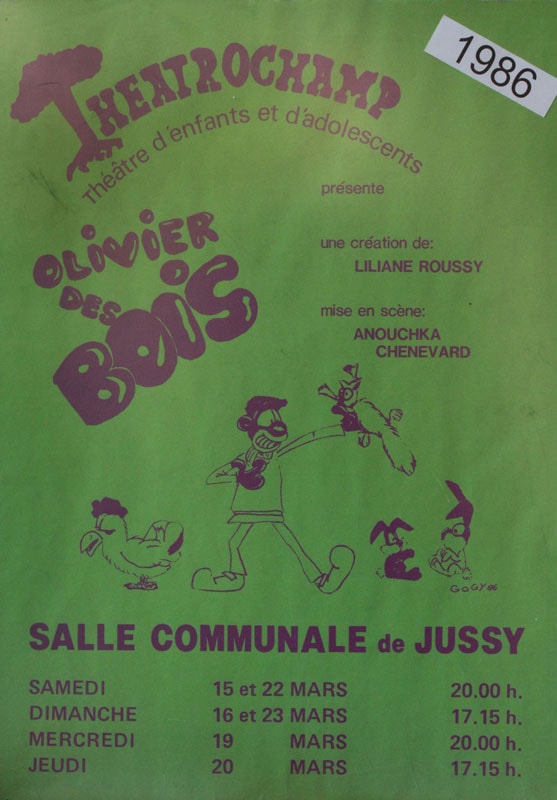 1986
THEATROCHAMP
Théâtre d'enfants et d'adolescents
présente
OLIVIER
DES
BOIS
une création de:
LILIANE ROUSSY
mise en scène:
ANOUCHKA
CHENEVARD
GOGY 86
SALLE COMMUNALE de JUSSY
SAMEDI 15 et 22 MARS 20.00 h.
DIMANCHE 16 et 23 MARS 17.15 h.
MERCREDI 19 MARS 20.00 h.
JEUDI 20 MARS 17.15 h.